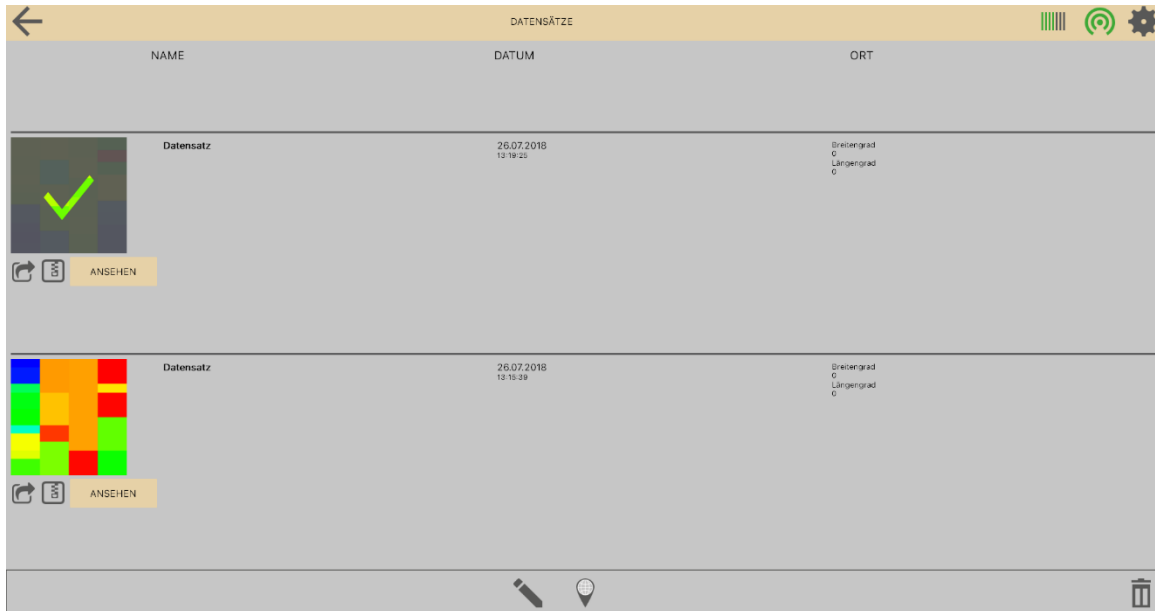 DATENSÄTZE
NAME DATUM ORT
Datensatz 26.07.2018 Breitengrad
13:19:25 0
Längengrad
0
ANSEHEN
Datensatz 26.07.2018 Breitengrad
13:15:39 0
Längengrad
0
ANSEHEN